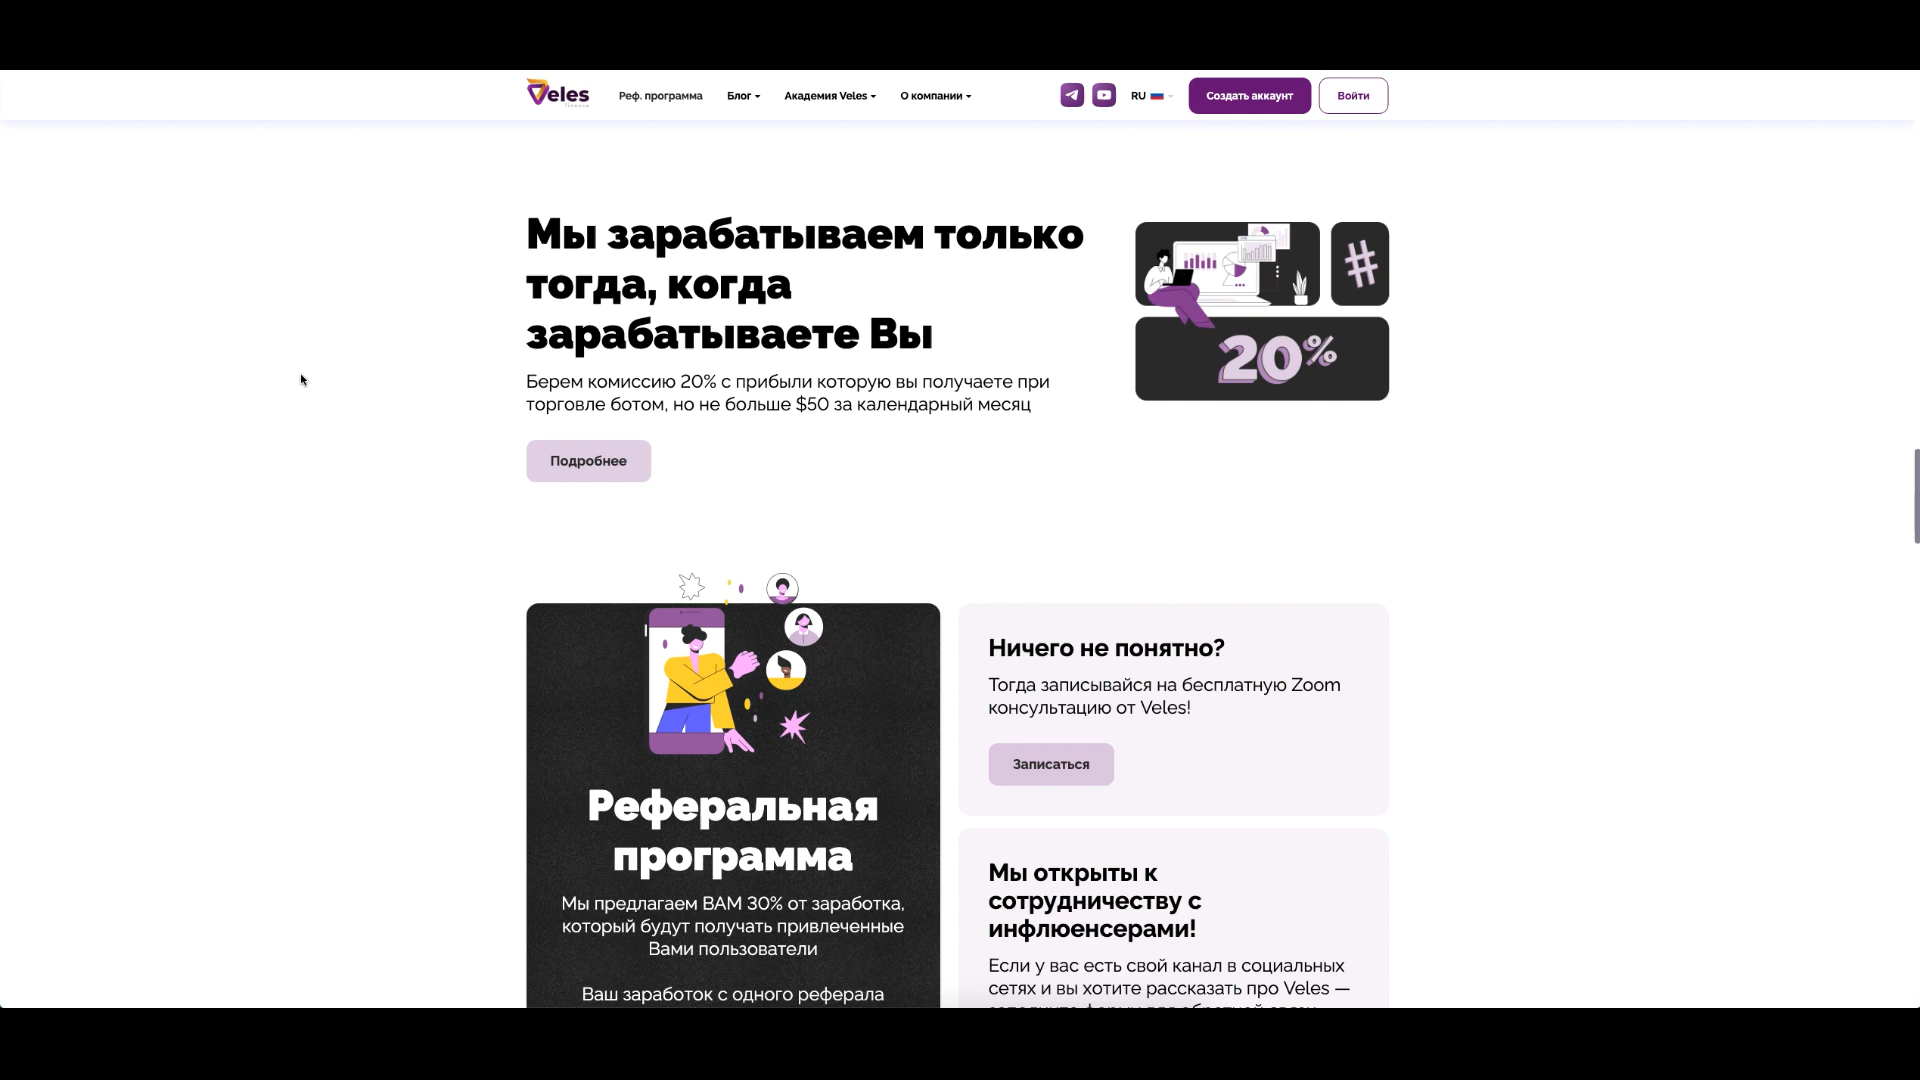 Veles
finance
Реф. программа
Блог
Академия Veles
О компании
RU
Создать аккаунт
Войти
Мы зарабатываем только
тогда, когда
зарабатываете Вы
Берем комиссию 20% с прибыли которую вы получаете при
торговле ботом, но не больше $50 за календарный месяц
Подробнее
#
20%
Реферальная
программа
Мы предлагаем ВАМ 30% от заработка,
который будут получать привлеченные
Вами пользователи
Ваш заработок с одного реферала
Ничего не понятно?
Тогда записывайся на бесплатную Zoom
консультацию от Veles!
Записаться
Мы открыты к
сотрудничеству с
инфлюенсерами!
Если у вас есть свой канал в социальных
сетях и вы хотите рассказать про Veles —